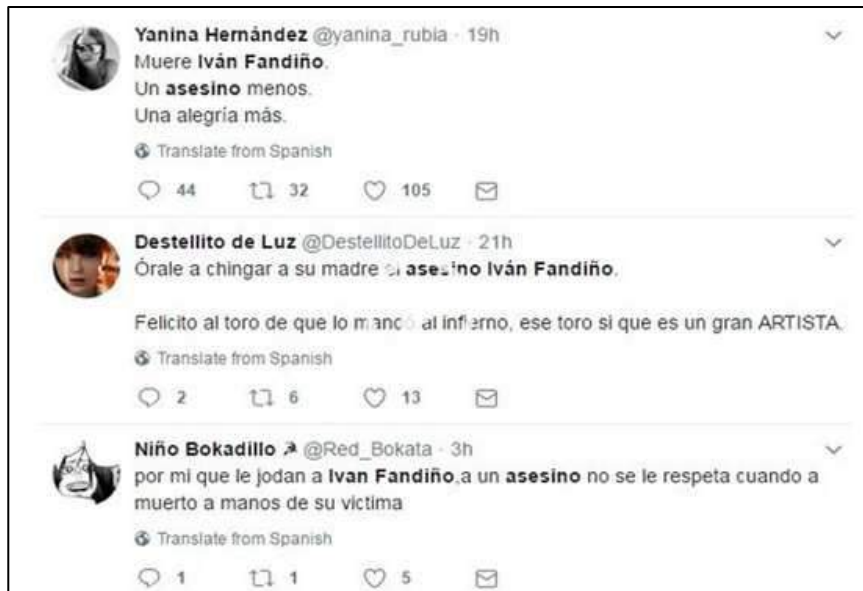 Yanina Hernández @yanina_rubia · 19h
Muere Iván Fandiño.
Un asesino menos.
Una alegría más.
Translate from Spanish
44 32 105
Destellito de Luz @DestellitoDeLuz · 21h
Órale a chingar a su madre el asesino Iván Fandiño.
Felicito al toro de que lo mandó al infierno, ese toro si que es un gran ARTISTA.
Translate from Spanish
2 6 13
Niño Bokadillo ☭ @Red_Bokata · 3h
por mi que le jodan a Ivan Fandiño,a un asesino no se le respeta cuando a
muerto a manos de su victima
Translate from Spanish
1 1 5